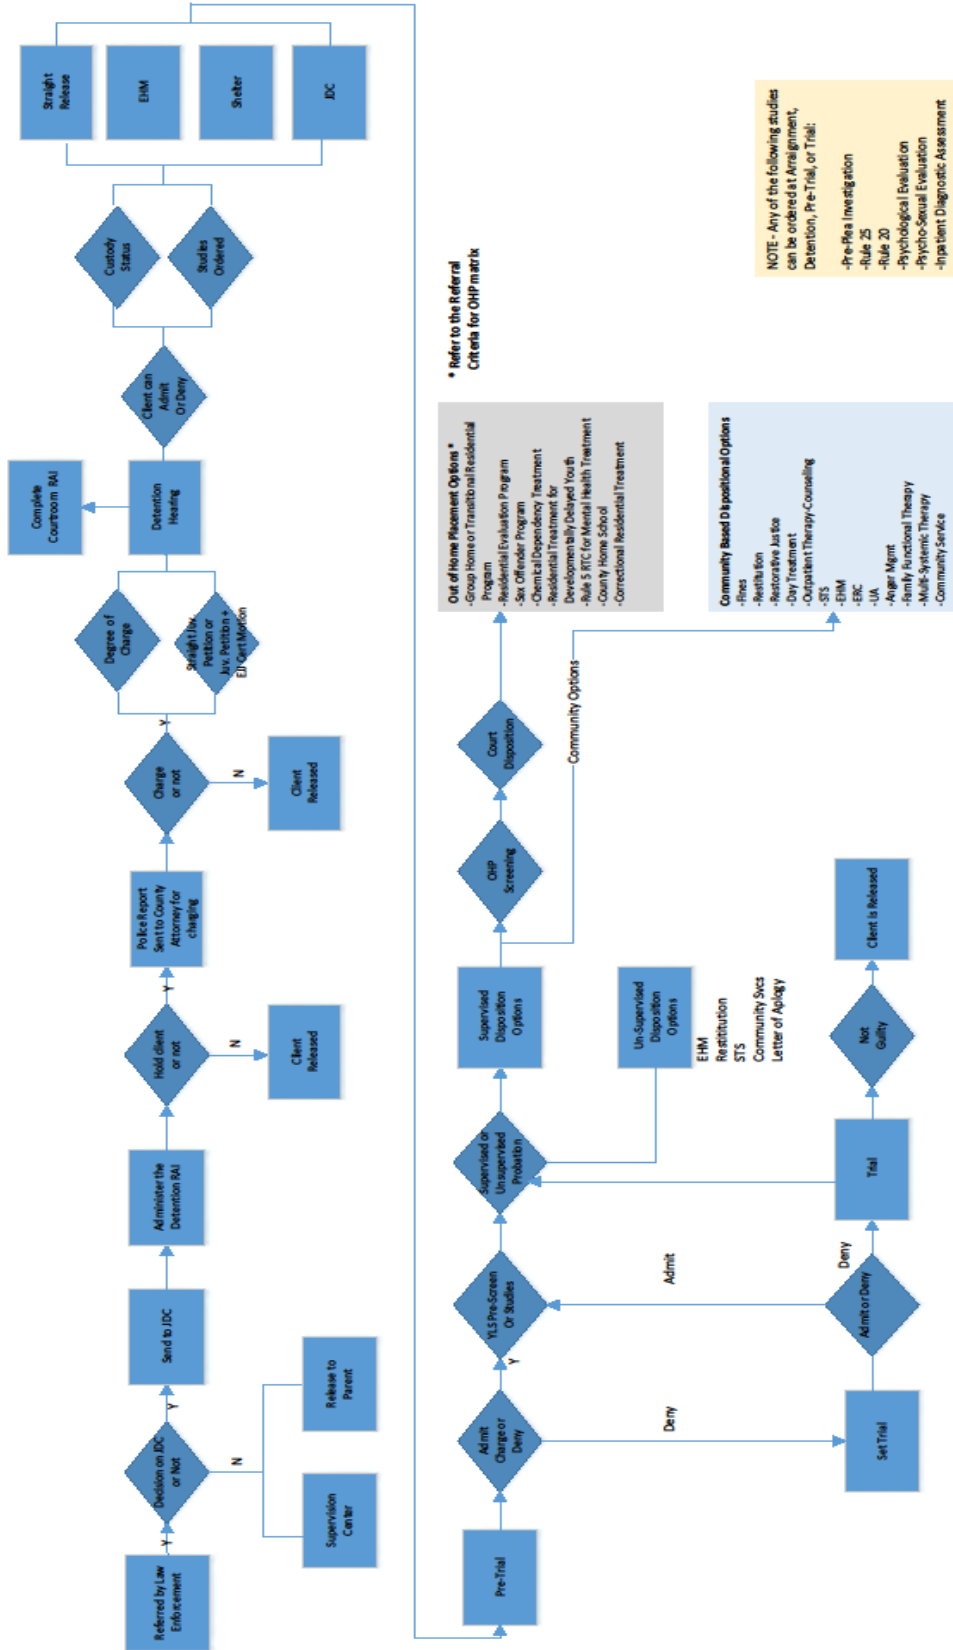 Referred by Law
Enforcement
Y
Decision on JDC
or Not
N
Supervision
Center
Release to
Parent
Y
Send to JDC
Administer the
Detention RAI
Hold client
or not
N
Client
Released
Y
Police Report
Sent to County
Attorney for
charging
Charge
or not
N
Client
Released
Y
Degree of
Charge
Straight Juv.
Petition or
Juv. Petition +
EJJ Cert Motion
Detention
Hearing
Complete
Courtroom RAI
Client can
Admit
Or Deny
Custody
Status
Studies
Ordered
Straight
Release
EHM
Shelter
JDC
Pre-Trial
Admit
Charge or
Deny
Y
Deny
Set Trial
Admit or Deny
Admit
Deny
YLS Pre-Screen
Or Studies
Supervised or
Unsupervised
Probation
Trial
Not
Guilty
Client is Released
Supervised
Disposition
Options
Un-Supervised
Disposition
Options
EHM
Restititution
STS
Community Svcs
Letter of Aplogy
OHP
Screening
Court
Disposition
Community Options
Out of Home Placement Options *
-Group Home or Transitional Residential
Program
-Residential Evaluation Program
-Sex Offender Program
-Chemical Dependency Treatment
-Residential Treatment for
Developmentally Delayed Youth
-Rule 5 RTC for Mental Health Treatment
-County Home School
-Correctional Residential Treatment
* Refer to the Referral
Criteria for OHP matrix
Community Based Dispositional Options
-Fines
-Restitution
-Restorative Justice
-Day Treatment
-Outpatient Therapy-Counseling
-STS
-EHM
-ERC
-UA
-Anger Mgmt
-Family Functional Therapy
-Multi-Systemic Therapy
-Community Service
NOTE - Any of the following studies
can be ordered at Arraignment,
Detention, Pre-Trial, or Trial:
-Pre-Plea Investigation
-Rule 25
-Rule 20
-Psychological Evaluation
-Psycho-Sexual Evaluation
-Inpatient Diagnostic Assessment